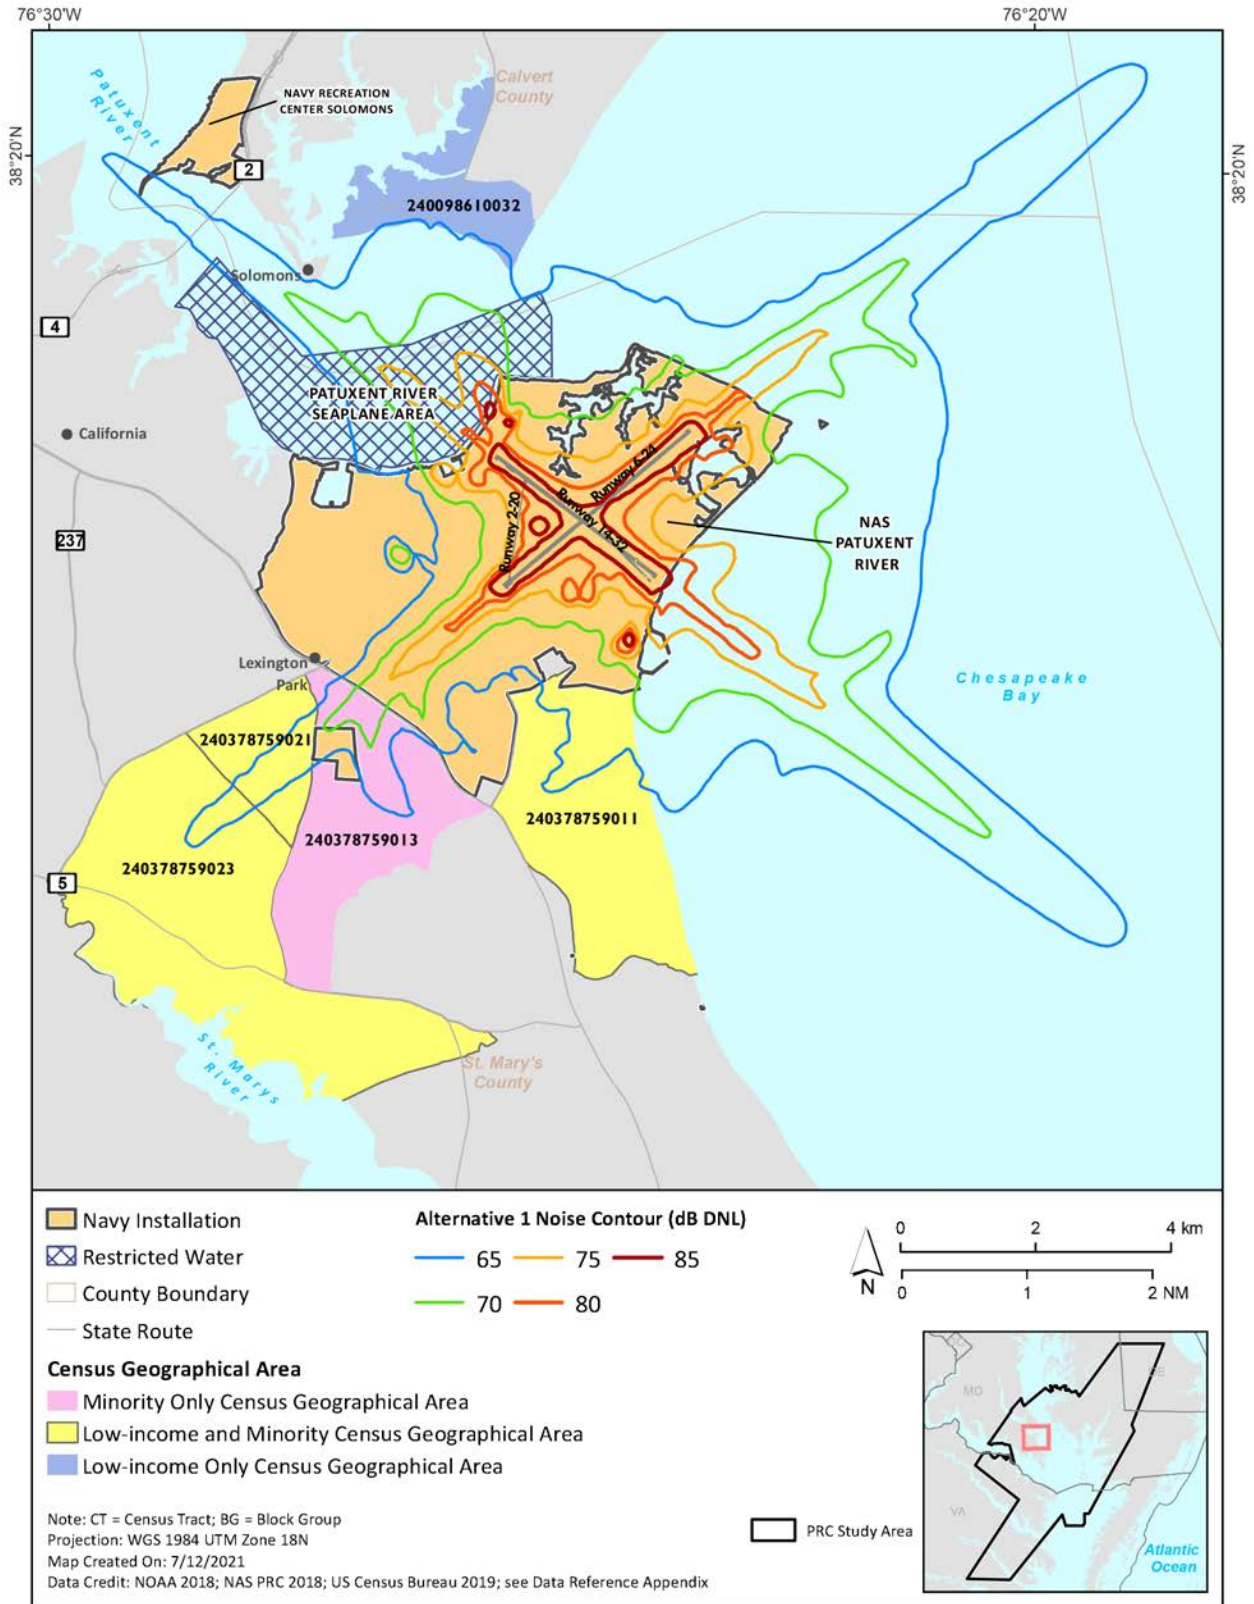 76°30'W
76°20'W
38°20'N
38°20'N
Patuxent
River
NAVY RECREATION
CENTER SOLOMONS
Calvert
County
2
240098610032
Solomons
4
PATUXENT RIVER
SEAPLANE AREA
California
237
Runway 6-24
Runway 14-32
Runway 2-20
NAS
PATUXENT
RIVER
Lexington
Park
Chesapeake
Bay
240378759021
240378759011
240378759013
240378759023
5
St. Marys
River
St. Mary's
County
Navy Installation
Restricted Water
County Boundary
State Route
Census Geographical Area
Minority Only Census Geographical Area
Low-income and Minority Census Geographical Area
Low-income Only Census Geographical Area
Alternative 1 Noise Contour (dB DNL)
65 75 85
70 80
N
0 2 4 km
0 1 2 NM
Note: CT = Census Tract; BG = Block Group
Projection: WGS 1984 UTM Zone 18N
Map Created On: 7/12/2021
Data Credit: NOAA 2018; NAS PRC 2018; US Census Bureau 2019; see Data Reference Appendix
PRC Study Area
DC
MD
DE
VA
Atlantic
Ocean